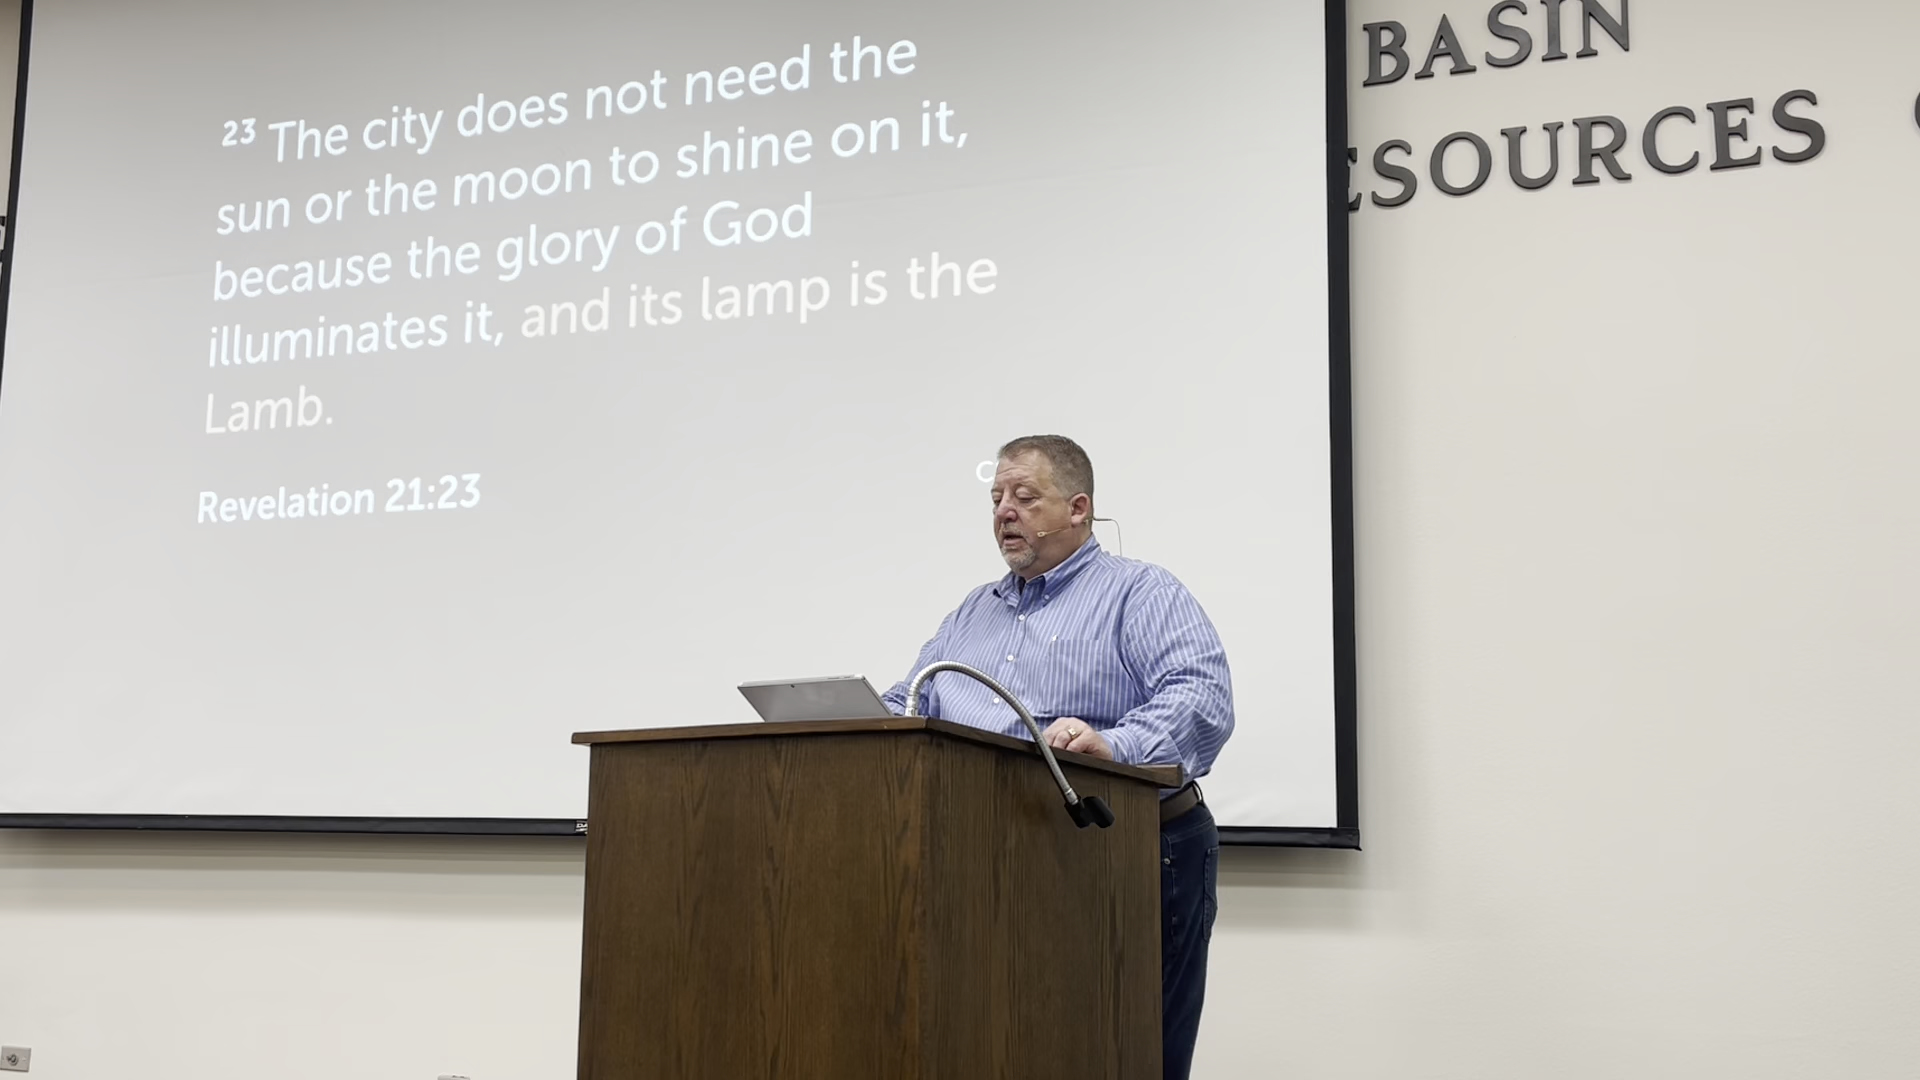 23 The city does not need the
sun or the moon to shine on it,
because the glory of God
illuminates it, and its lamp is the
Lamb.
Revelation 21:23
BASIN
ESOURCES